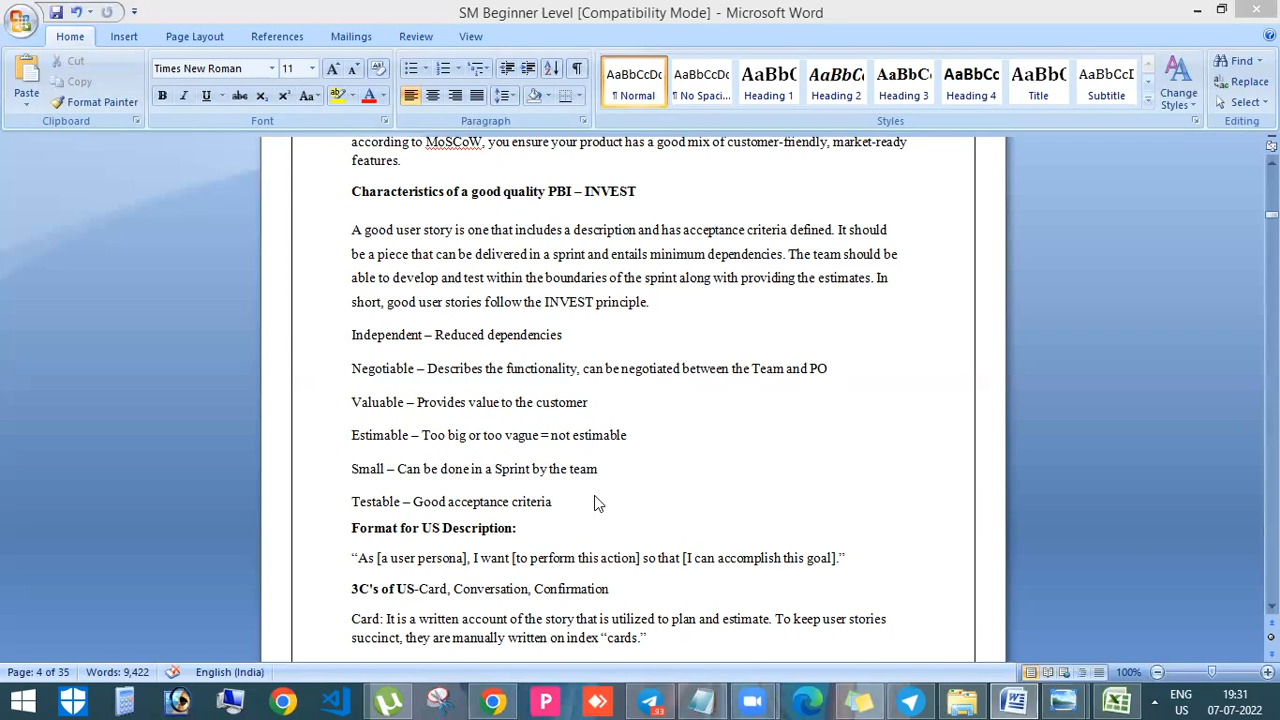 SM Beginner Level [Compatibility Mode] - Microsoft Word
Home Insert Page Layout References Mailings Review View
Paste
Cut
Copy
Format Painter
Clipboard
Times New Roman 11
Font
Paragraph
AaBbCcDc AaBbCcDc AaBbC AaBbCc AaBbCc AaBbCc AaBbC AaBbCcI
¶ Normal ¶ No Spaci... Heading 1 Heading 2 Heading 3 Heading 4 Title Subtitle
Change Styles
Styles
Find
Replace
Select
Editing
according to MoSCoW, you ensure your product has a good mix of customer-friendly, market-ready
features.
Characteristics of a good quality PBI – INVEST
A good user story is one that includes a description and has acceptance criteria defined. It should
be a piece that can be delivered in a sprint and entails minimum dependencies. The team should be
able to develop and test within the boundaries of the sprint along with providing the estimates. In
short, good user stories follow the INVEST principle.
Independent – Reduced dependencies
Negotiable – Describes the functionality, can be negotiated between the Team and PO
Valuable – Provides value to the customer
Estimable – Too big or too vague = not estimable
Small – Can be done in a Sprint by the team
Testable – Good acceptance criteria
Format for US Description:
“As [a user persona], I want [to perform this action] so that [I can accomplish this goal].”
3C's of US-Card, Conversation, Confirmation
Card: It is a written account of the story that is utilized to plan and estimate. To keep user stories
succinct, they are manually written on index “cards.”
Page: 4 of 35 Words: 9,422 English (India) 100%
ENG 19:31
US 07-07-2022